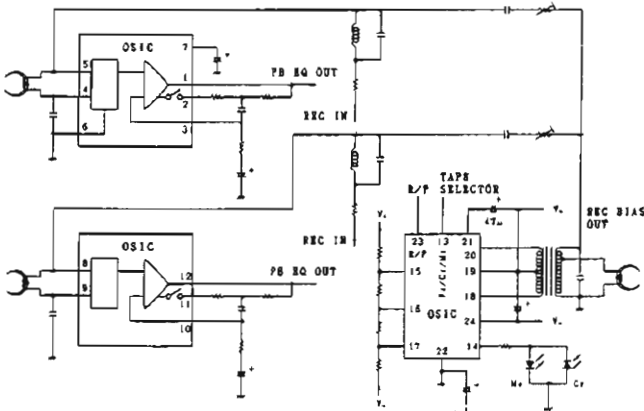 OSIC
7
5
1
PB EQ OUT
4
2
6
3
REC IN
TAPE
SELECTOR
R/P
REC BIAS
OUT
47μ
23
13
21
REC IN
R/P
20
OSIC
8
12
PB EQ OUT
15
19
9
11
16
OSIC
18
10
24
17
22
14
Me
Cr